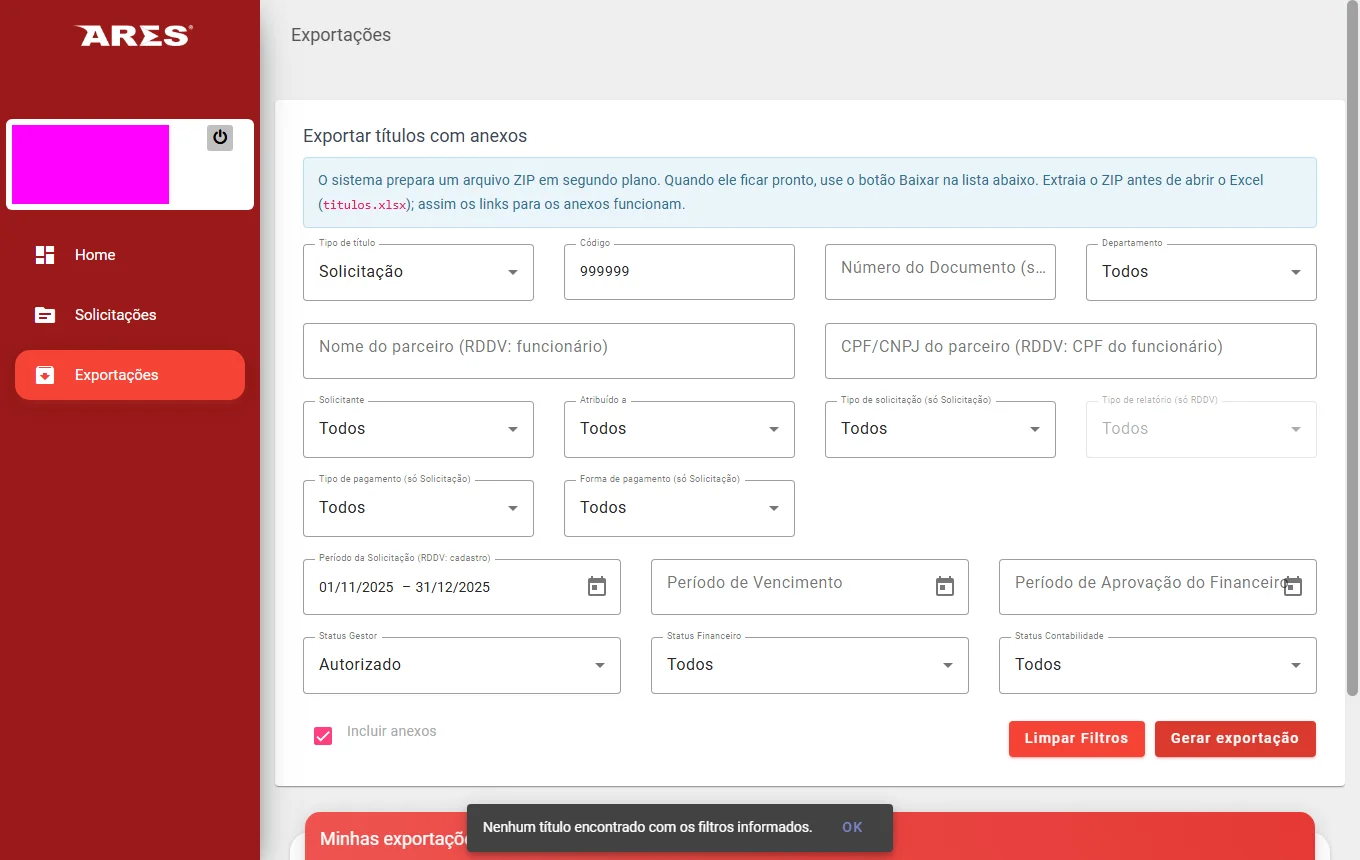 ARES
Exportações
Exportar títulos com anexos
O sistema prepara um arquivo ZIP em segundo plano. Quando ele ficar pronto, use o botão Baixar na lista abaixo. Extraia o ZIP antes de abrir o Excel
(titulos.xlsx); assim os links para os anexos funcionam.
Home
Solicitações
Exportações
Tipo de título
Solicitação
Código
999999
Número do Documento (s...
Departamento
Todos
Nome do parceiro (RDDV: funcionário)
CPF/CNPJ do parceiro (RDDV: CPF do funcionário)
Solicitante
Todos
Atribuído a
Todos
Tipo de solicitação (só Solicitação)
Todos
Tipo de relatório (só RDDV)
Todos
Tipo de pagamento (só Solicitação)
Todos
Forma de pagamento (só Solicitação)
Todos
Período da Solicitação (RDDV: cadastro)
01/11/2025 – 31/12/2025
Período de Vencimento
Período de Aprovação do Financeiro
Status Gestor
Autorizado
Status Financeiro
Todos
Status Contabilidade
Todos
Incluir anexos
Limpar Filtros
Gerar exportação
Minhas exportaçõ
Nenhum título encontrado com os filtros informados.
OK